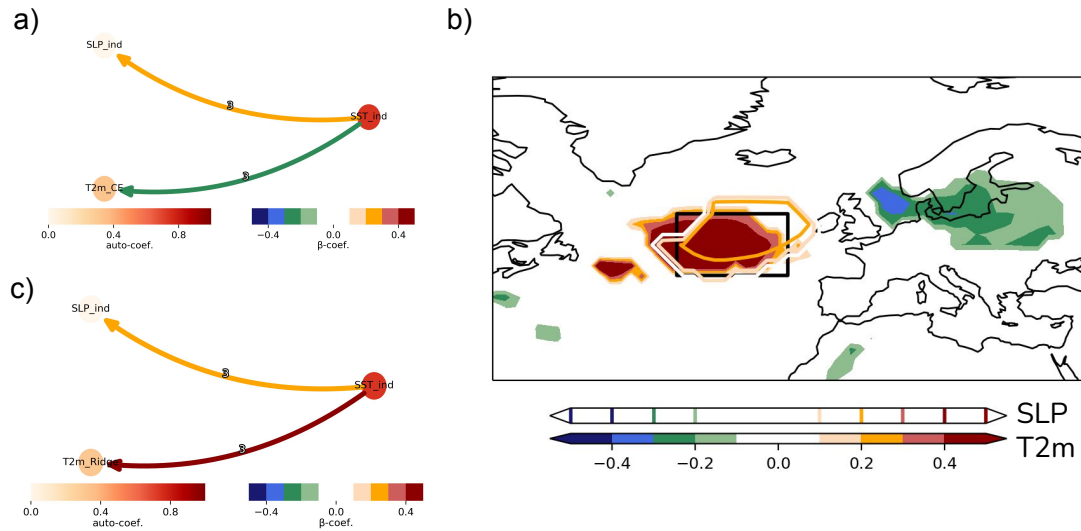 a)
SLP_ind
3
SST_ind
3
T2m_CE
0.0 0.4 0.8
auto-coef.
−0.4 0.0 0.4
β-coef.
b)
SLP
T2m
−0.4 −0.2 0.0 0.2 0.4
c)
SLP_ind
3
SST_ind
3
T2m_Ridge
0.0 0.4 0.8
auto-coef.
−0.4 0.0 0.4
β-coef.